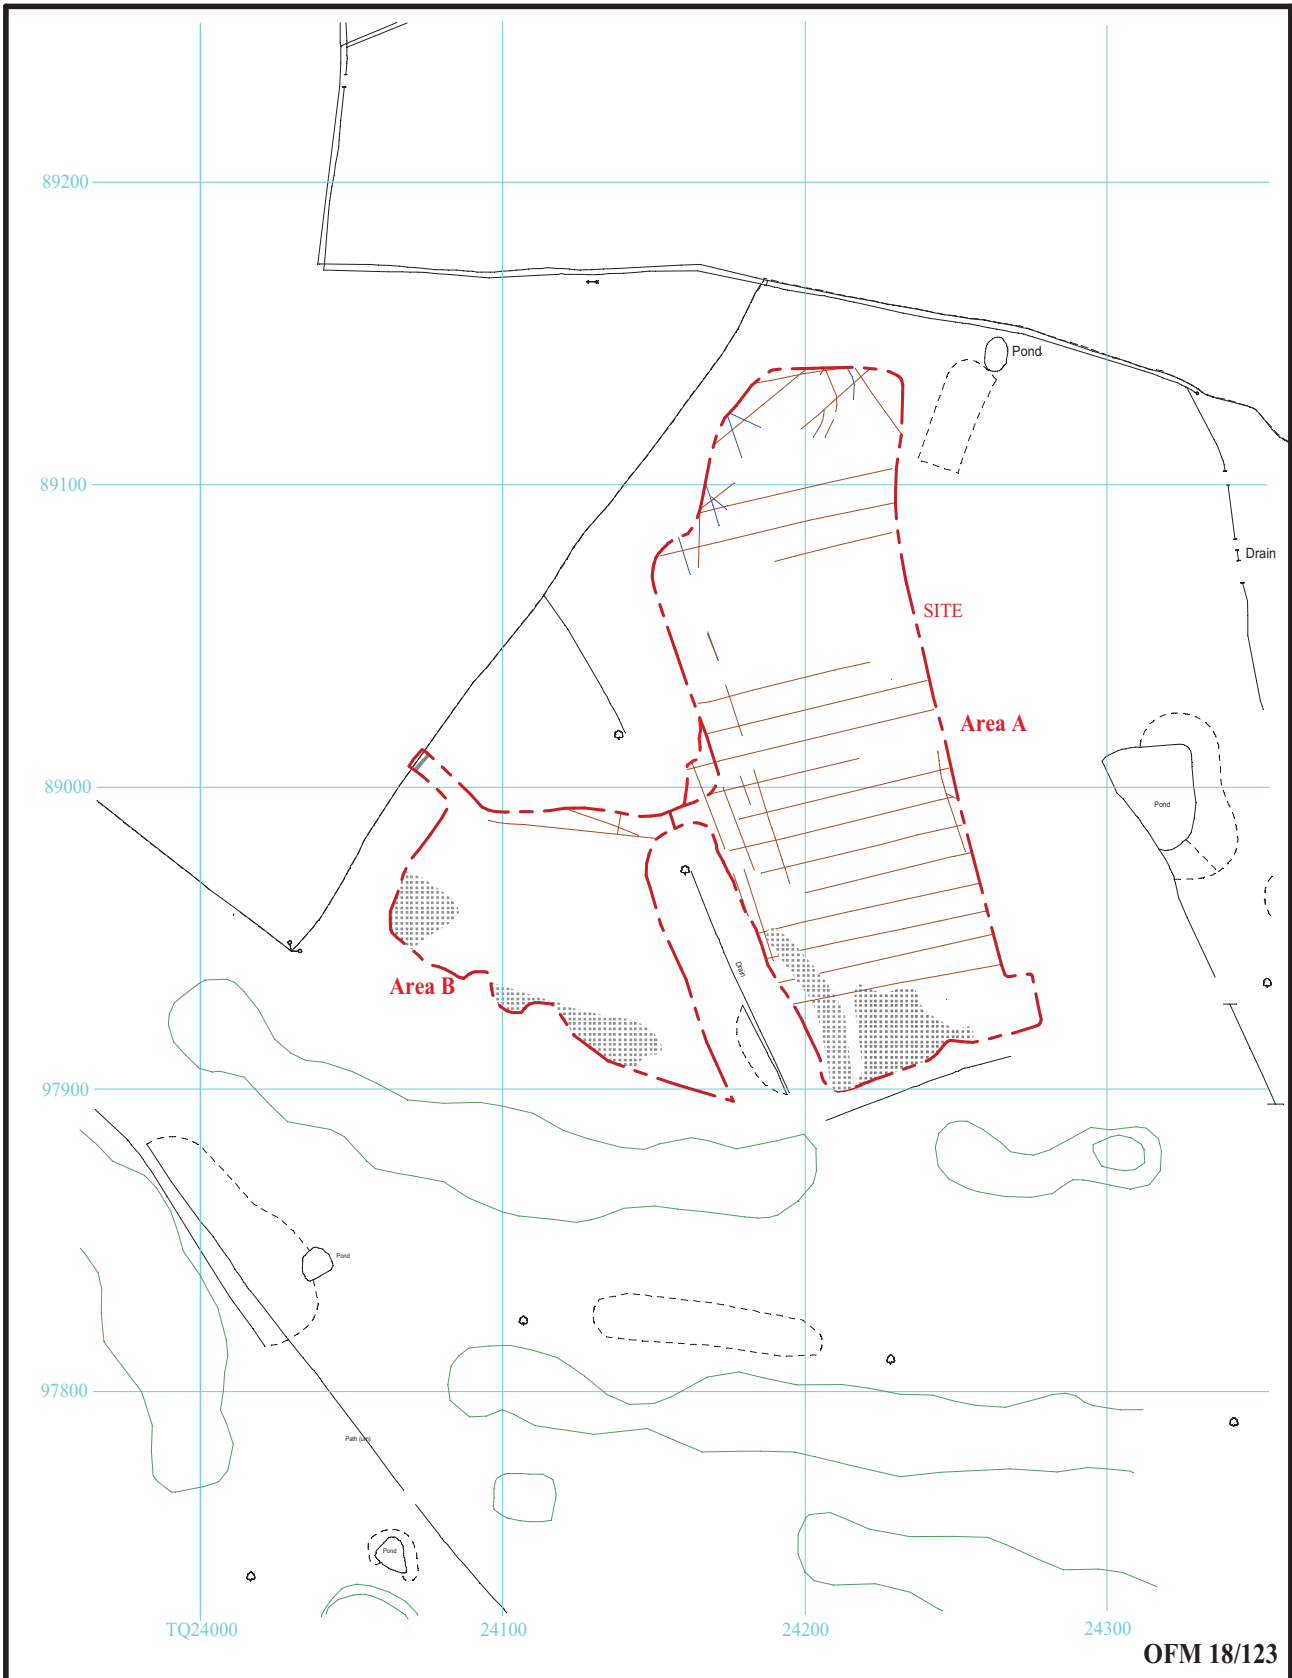 89200
Pond
89100
Drain
SITE
Area A
89000
Pond
Drain
Area B
97900
Pond
97800
Path (um)
Pond
TQ24000
24100
24200
24300
OFM 18/123